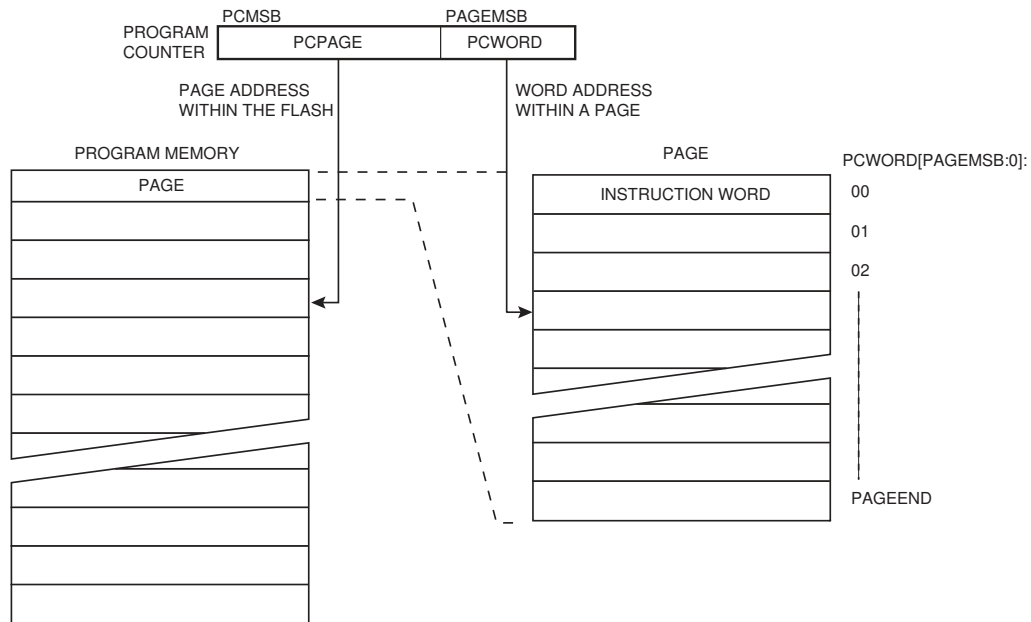 PCMSB
PAGEMSB
PROGRAM
COUNTER
PCPAGE
PCWORD
PAGE ADDRESS
WITHIN THE FLASH
WORD ADDRESS
WITHIN A PAGE
PROGRAM MEMORY
PAGE
PAGE
PCWORD[PAGEMSB:0]:
INSTRUCTION WORD
00
01
02
PAGEEND